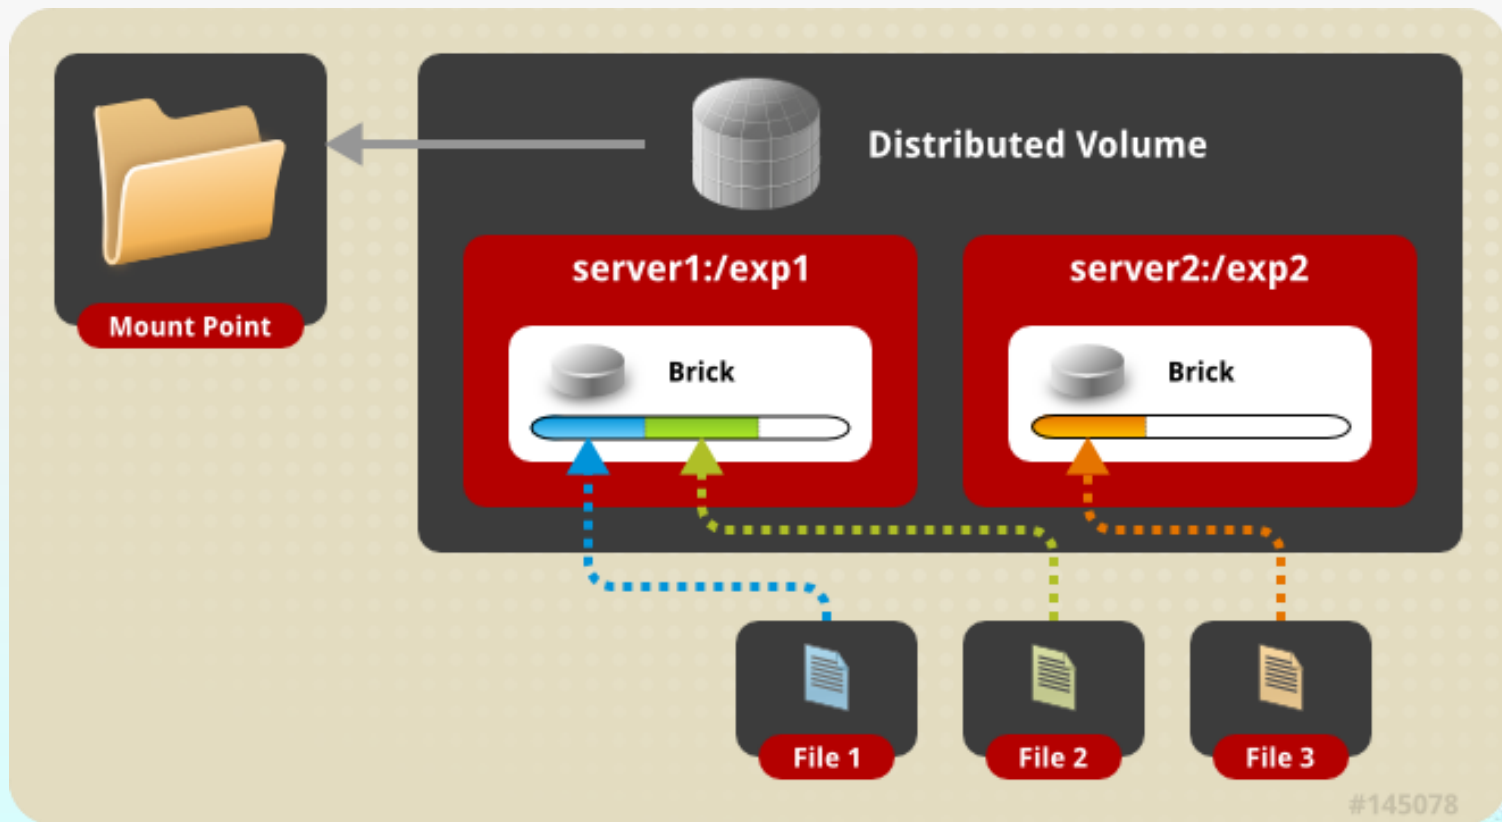 Distributed Volume
server1:/exp1
server2:/exp2
Mount Point
Brick
Brick
File 1
File 2
File 3
#145078